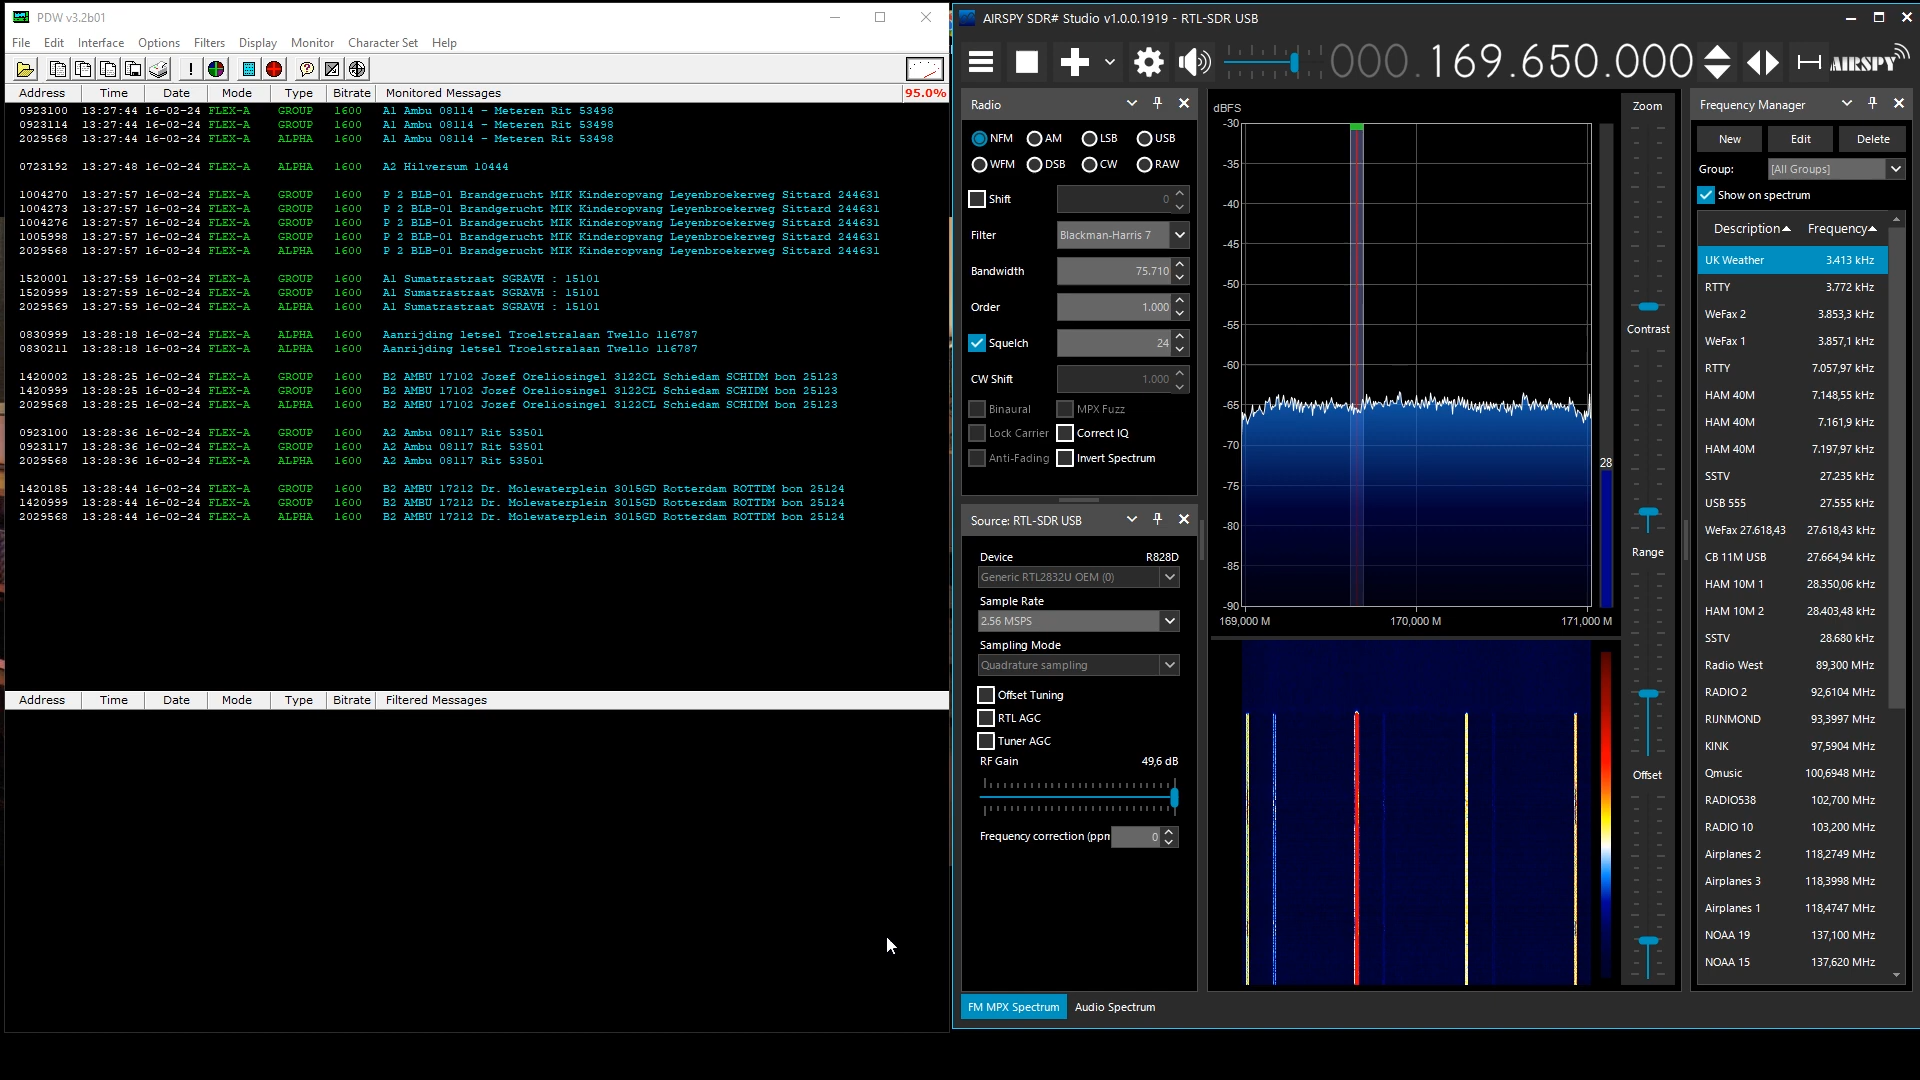 PDW v3.2b01
File Edit Interface Options Filters Display Monitor Character Set Help
95.0%
Address Time Date Mode Type Bitrate Monitored Messages
0923100 13:27:44 16-02-24 FLEX-A GROUP 1600 A1 Ambu 08114 - Meteren Rit 53498
0923114 13:27:44 16-02-24 FLEX-A GROUP 1600 A1 Ambu 08114 - Meteren Rit 53498
2029568 13:27:44 16-02-24 FLEX-A ALPHA 1600 A1 Ambu 08114 - Meteren Rit 53498
0723192 13:27:48 16-02-24 FLEX-A ALPHA 1600 A2 Hilversum 10444
1004270 13:27:57 16-02-24 FLEX-A GROUP 1600 P 2 BLB-01 Brandgerucht MIK Kinderopvang Leyenbroekerweg Sittard 244631
1004273 13:27:57 16-02-24 FLEX-A GROUP 1600 P 2 BLB-01 Brandgerucht MIK Kinderopvang Leyenbroekerweg Sittard 244631
1004276 13:27:57 16-02-24 FLEX-A GROUP 1600 P 2 BLB-01 Brandgerucht MIK Kinderopvang Leyenbroekerweg Sittard 244631
1005998 13:27:57 16-02-24 FLEX-A GROUP 1600 P 2 BLB-01 Brandgerucht MIK Kinderopvang Leyenbroekerweg Sittard 244631
2029568 13:27:57 16-02-24 FLEX-A ALPHA 1600 P 2 BLB-01 Brandgerucht MIK Kinderopvang Leyenbroekerweg Sittard 244631
1520001 13:27:59 16-02-24 FLEX-A GROUP 1600 A1 Sumatrastraat SGRAVH : 15101
1520999 13:27:59 16-02-24 FLEX-A GROUP 1600 A1 Sumatrastraat SGRAVH : 15101
2029569 13:27:59 16-02-24 FLEX-A ALPHA 1600 A1 Sumatrastraat SGRAVH : 15101
0830999 13:28:18 16-02-24 FLEX-A ALPHA 1600 Aanrijding letsel Troelstralaan Twello 116787
0830211 13:28:18 16-02-24 FLEX-A ALPHA 1600 Aanrijding letsel Troelstralaan Twello 116787
1420002 13:28:25 16-02-24 FLEX-A GROUP 1600 B2 AMBU 17102 Jozef Oreliosingel 3122CL Schiedam SCHIDM bon 25123
1420999 13:28:25 16-02-24 FLEX-A GROUP 1600 B2 AMBU 17102 Jozef Oreliosingel 3122CL Schiedam SCHIDM bon 25123
2029568 13:28:25 16-02-24 FLEX-A ALPHA 1600 B2 AMBU 17102 Jozef Oreliosingel 3122CL Schiedam SCHIDM bon 25123
0923100 13:28:36 16-02-24 FLEX-A GROUP 1600 A2 Ambu 08117 Rit 53501
0923117 13:28:36 16-02-24 FLEX-A GROUP 1600 A2 Ambu 08117 Rit 53501
2029568 13:28:36 16-02-24 FLEX-A ALPHA 1600 A2 Ambu 08117 Rit 53501
1420185 13:28:44 16-02-24 FLEX-A GROUP 1600 B2 AMBU 17212 Dr. Molewaterplein 3015GD Rotterdam ROTTDM bon 25124
1420999 13:28:44 16-02-24 FLEX-A GROUP 1600 B2 AMBU 17212 Dr. Molewaterplein 3015GD Rotterdam ROTTDM bon 25124
2029568 13:28:44 16-02-24 FLEX-A ALPHA 1600 B2 AMBU 17212 Dr. Molewaterplein 3015GD Rotterdam ROTTDM bon 25124
Address Time Date Mode Type Bitrate Filtered Messages
AIRSPY SDR# Studio v1.0.0.1919 - RTL-SDR USB
000.169.650.000
AIRSPY
Radio
NFM AM LSB USB
WFM DSB CW RAW
Shift 0
Filter Blackman-Harris 7
Bandwidth 75.710
Order 1.000
Squelch 24
CW Shift 1.000
Binaural MPX Fuzz
Lock Carrier Correct IQ
Anti-Fading Invert Spectrum
Source: RTL-SDR USB
Device R828D
Generic RTL2832U OEM (0)
Sample Rate
2.56 MSPS
Sampling Mode
Quadrature sampling
Offset Tuning
RTL AGC
Tuner AGC
RF Gain 49,6 dB
Frequency correction (ppm 0
FM MPX Spectrum Audio Spectrum
dBFS
-30
-35
-40
-45
-50
-55
-60
-65
-70
-75
-80
-85
-90
169,000 M 170,000 M 171,000 M
28
Zoom
Contrast
Range
Offset
Frequency Manager
New Edit Delete
Group: [All Groups]
Show on spectrum
Description Frequency
UK Weather 3.413 kHz
RTTY 3.772 kHz
WeFax 2 3.853,3 kHz
WeFax 1 3.857,1 kHz
RTTY 7.057,97 kHz
HAM 40M 7.148,55 kHz
HAM 40M 7.161,9 kHz
HAM 40M 7.197,97 kHz
SSTV 27.235 kHz
USB 555 27.555 kHz
WeFax 27.618,43 27.618,43 kHz
CB 11M USB 27.664,94 kHz
HAM 10M 1 28.350,06 kHz
HAM 10M 2 28.403,48 kHz
SSTV 28.680 kHz
Radio West 89,300 MHz
RADIO 2 92,6104 MHz
RIJNMOND 93,3997 MHz
KINK 97,5904 MHz
Qmusic 100,6948 MHz
RADIO538 102,700 MHz
RADIO 10 103,200 MHz
Airplanes 2 118,2749 MHz
Airplanes 3 118,3998 MHz
Airplanes 1 118,4747 MHz
NOAA 19 137,100 MHz
NOAA 15 137,620 MHz